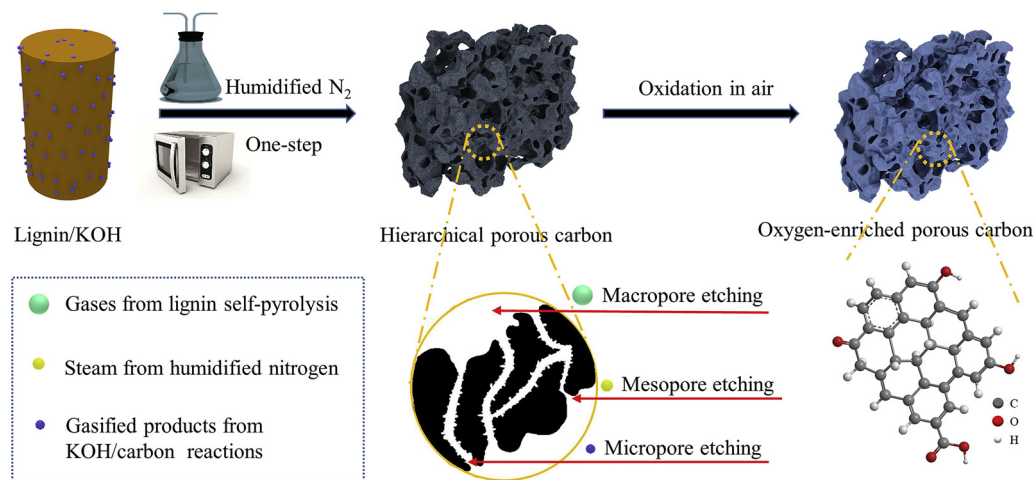 Humidified N₂
One-step
Oxidation in air
Lignin/KOH
Hierarchical porous carbon
Oxygen-enriched porous carbon
Gases from lignin self-pyrolysis
Steam from humidified nitrogen
Gasified products from
KOH/carbon reactions
Macropore etching
Mesopore etching
Micropore etching
C
O
H